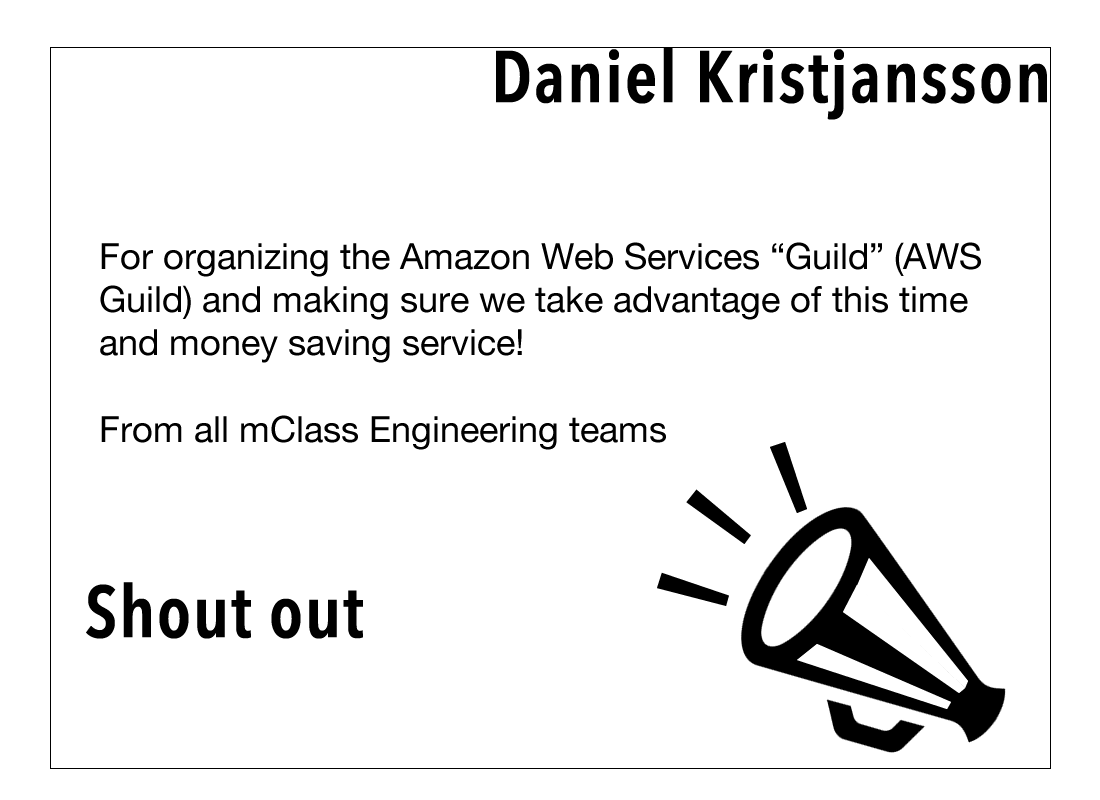 Daniel Kristjansson
For organizing the Amazon Web Services “Guild” (AWS
Guild) and making sure we take advantage of this time
and money saving service!
From all mClass Engineering teams
Shout out